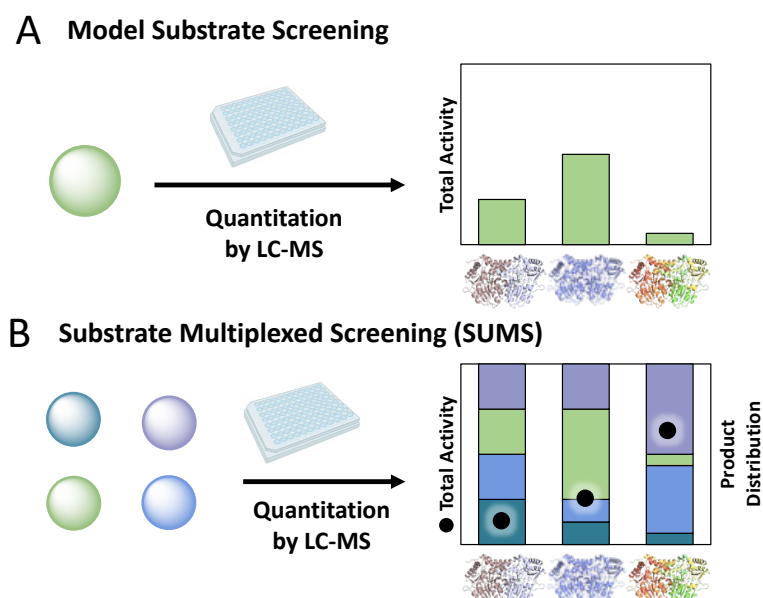 A Model Substrate Screening
Total Activity
Quantitation
by LC-MS
B Substrate Multiplexed Screening (SUMS)
Total Activity
Product
Distribution
Quantitation
by LC-MS